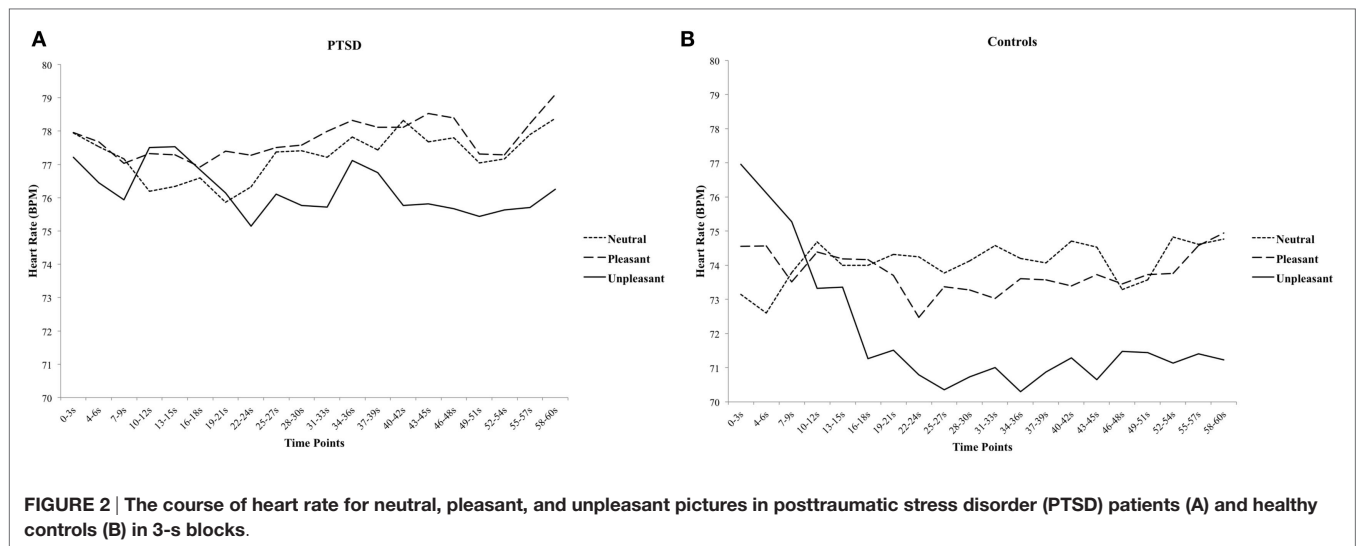 A
PTSD
80
79
78
77
76
75
74
73
72
71
70
Heart Rate (BPM)
0-3s
4-6s
7-9s
10-12s
13-15s
16-18s
19-21s
22-24s
25-27s
28-30s
31-33s
34-36s
37-39s
40-42s
43-45s
46-48s
49-51s
52-54s
55-57s
58-60s
Time Points
Neutral
Pleasant
Unpleasant
B
Controls
80
79
78
77
76
75
74
73
72
71
70
Heart Rate (BPM)
0-3s
4-6s
7-9s
10-12s
13-15s
16-18s
19-21s
22-24s
25-27s
28-30s
31-33s
34-36s
37-39s
40-42s
43-45s
46-48s
49-51s
52-54s
55-57s
58-60s
Time Points
Neutral
Pleasant
Unpleasant
FIGURE 2 | The course of heart rate for neutral, pleasant, and unpleasant pictures in posttraumatic stress disorder (PTSD) patients (A) and healthy
controls (B) in 3-s blocks.